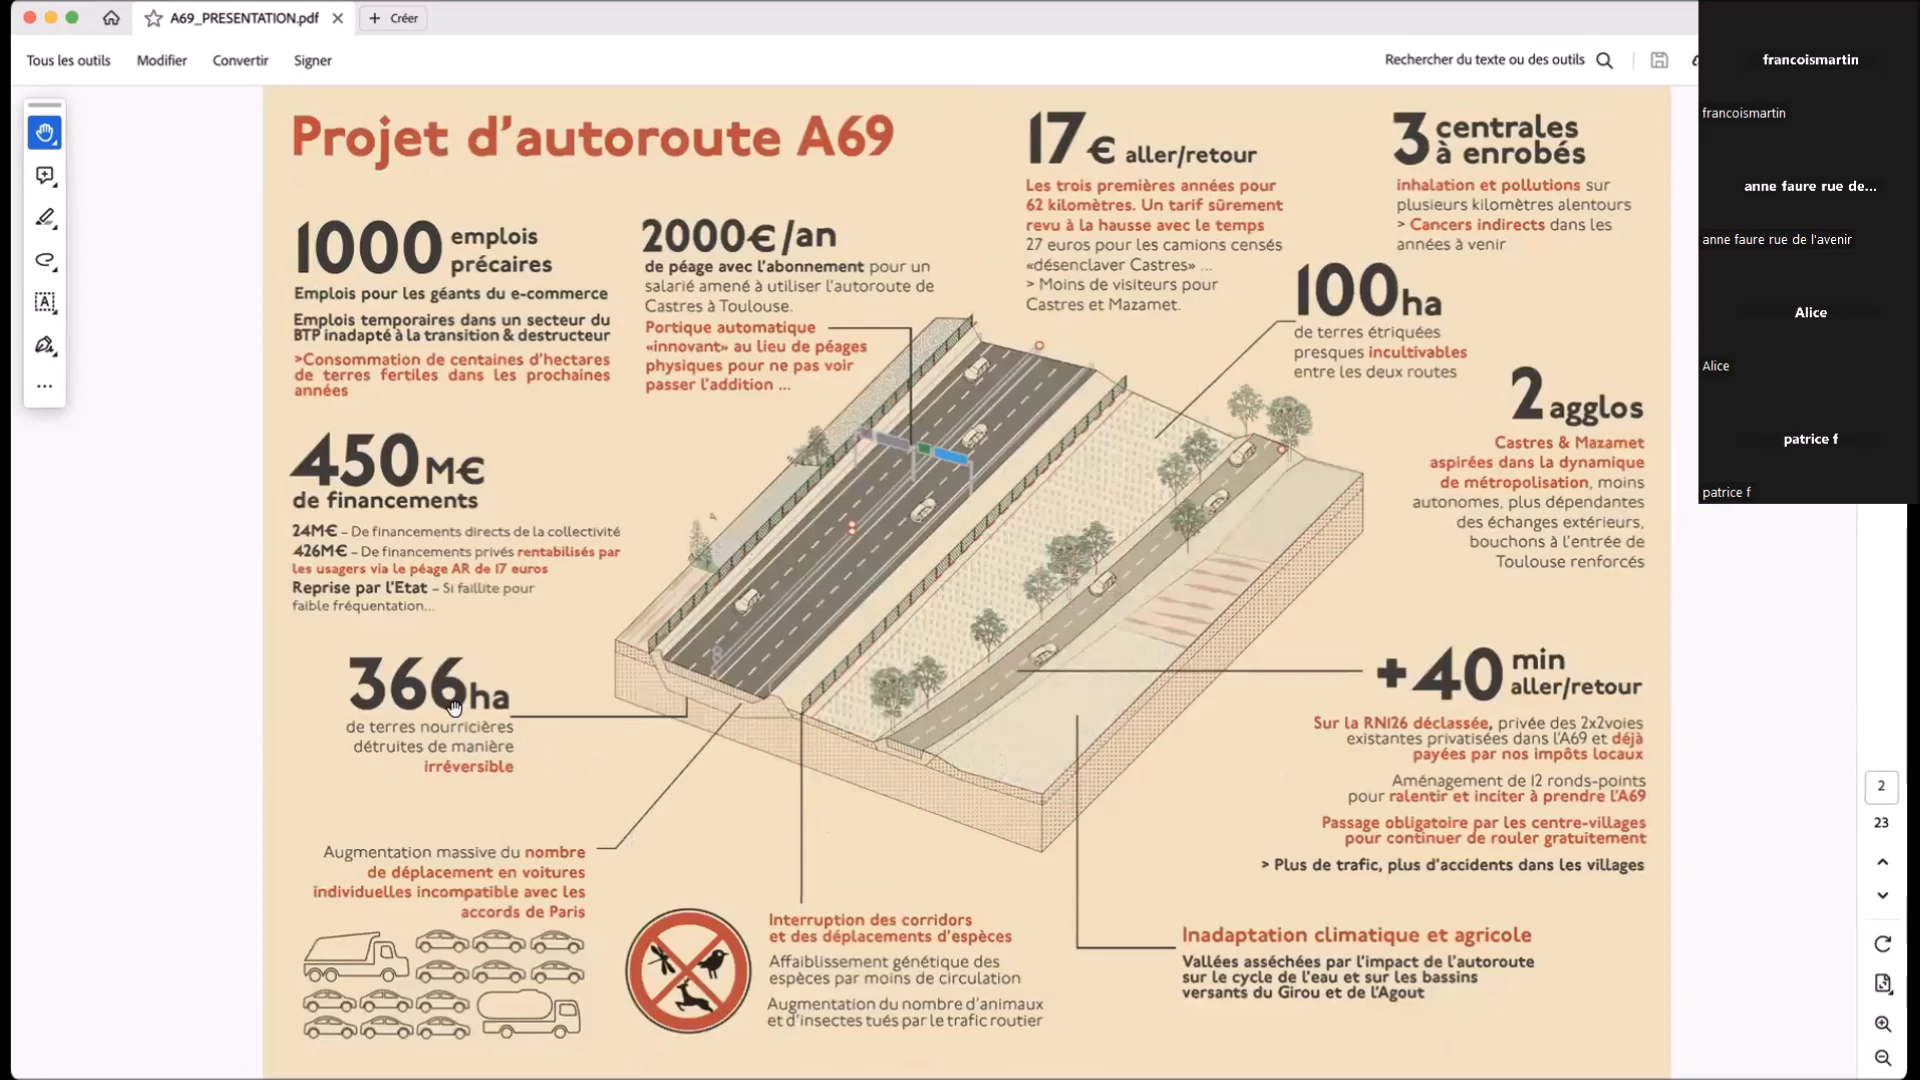 A69_PRESENTATION.pdf
Créer
Tous les outils
Modifier
Convertir
Signer
Rechercher du texte ou des outils
francoismartin
francoismartin
anne faure rue de...
anne faure rue de l'avenir
Alice
Alice
patrice f
patrice f
Projet d'autoroute A69
1000 emplois précaires
Emplois pour les géants du e-commerce
Emplois temporaires dans un secteur du
BTP inadapté à la transition & destructeur
>Consommation de centaines d'hectares
de terres fertiles dans les prochaines
années
2000€/an
de péage avec l'abonnement pour un
salarié amené à utiliser l'autoroute de
Castres à Toulouse.
Portique automatique
«innovant» au lieu de péages
physiques pour ne pas voir
passer l'addition ...
17€ aller/retour
Les trois premières années pour
62 kilomètres. Un tarif sûrement
revu à la hausse avec le temps
27 euros pour les camions censés
«désenclaver Castres» ...
> Moins de visiteurs pour
Castres et Mazamet.
3 centrales
à enrobés
inhalation et pollutions sur
plusieurs kilomètres alentours
> Cancers indirects dans les
années à venir
100ha
de terres étriquées
presques incultivables
entre les deux routes
2 agglos
Castres & Mazamet
aspirées dans la dynamique
de métropolisation, moins
autonomes, plus dépendantes
des échanges extérieurs,
bouchons à l'entrée de
Toulouse renforcés
450M€
de financements
24M€ – De financements directs de la collectivité
426M€ – De financements privés rentabilisés par
les usagers via le péage AR de 17 euros
Reprise par l'Etat – Si faillite pour
faible fréquentation...
366ha
de terres nourricières
détruites de manière
irréversible
+40 min
aller/retour
Sur la RN126 déclassée, privée des 2x2voies
existantes privatisées dans l'A69 et déjà
payées par nos impôts locaux
Aménagement de 12 ronds-points
pour ralentir et inciter à prendre l'A69
Passage obligatoire par les centre-villages
pour continuer de rouler gratuitement
> Plus de trafic, plus d'accidents dans les villages
Augmentation massive du nombre
de déplacement en voitures
individuelles incompatible avec les
accords de Paris
Interruption des corridors
et des déplacements d'espèces
Affaiblissement génétique des
espèces par moins de circulation
Augmentation du nombre d'animaux
et d'insectes tués par le trafic routier
Inadaptation climatique et agricole
Vallées asséchées par l'impact de l'autoroute
sur le cycle de l'eau et sur les bassins
versants du Girou et de l'Agout
2
23